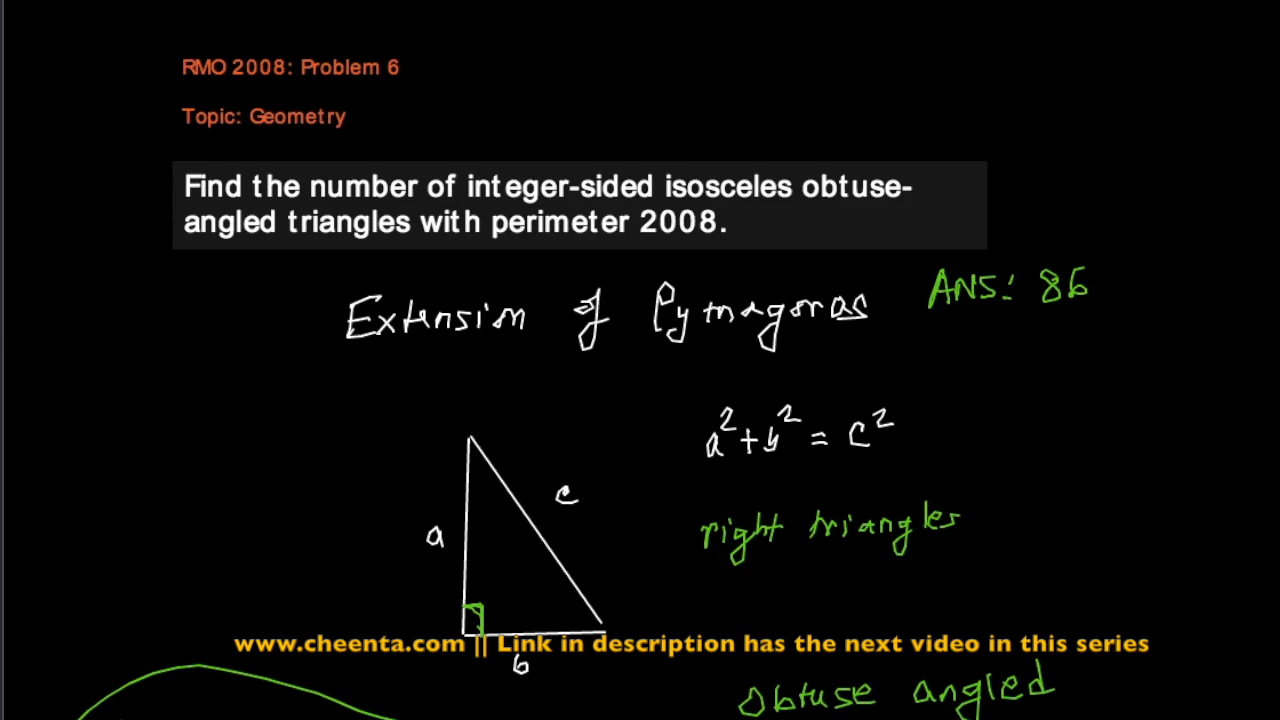 RMO 2008: Problem 6
Topic: Geometry
Find the number of integer-sided isosceles obtuse-
angled triangles with perimeter 2008.
Extension of Pythagoras
ANS: 86
a² + b² = c²
c
a
right triangles
www.cheenta.com || Link in description has the next video in this series
b
Obtuse angled